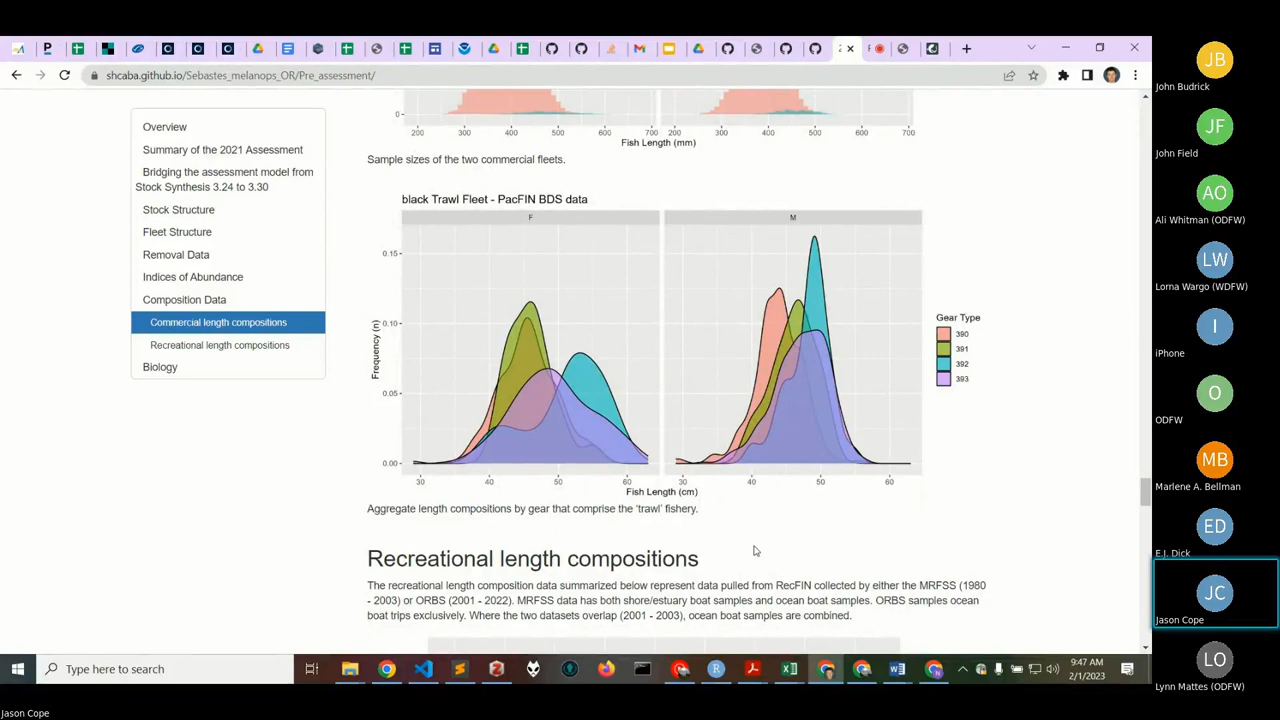 shcaba.github.io/Sebastes_melanops_OR/Pre_assessment/
Overview
Summary of the 2021 Assessment
Bridging the assessment model from
Stock Synthesis 3.24 to 3.30
Stock Structure
Fleet Structure
Removal Data
Indices of Abundance
Composition Data
Commercial length compositions
Recreational length compositions
Biology
0
200 300 400 500 600 700 200 300 400 500 600 700
Fish Length (mm)
Sample sizes of the two commercial fleets.
black Trawl Fleet - PacFIN BDS data
F M
0.15
0.10
0.05
0.00
Frequency (n)
30 40 50 60 30 40 50 60
Fish Length (cm)
Gear Type
390
391
392
393
Aggregate length compositions by gear that comprise the 'trawl' fishery.
Recreational length compositions
The recreational length composition data summarized below represent data pulled from RecFIN collected by either the MRFSS (1980
- 2003) or ORBS (2001 - 2022). MRFSS data has both shore/estuary boat samples and ocean boat samples. ORBS samples ocean
boat trips exclusively. Where the two datasets overlap (2001 - 2003), ocean boat samples are combined.
Type here to search
9:47 AM
2/1/2023
JB
John Budrick
JF
John Field
AO
Ali Whitman (ODFW)
LW
Lorna Wargo (WDFW)
I
iPhone
O
ODFW
MB
Marlene A. Bellman
ED
E.J. Dick
JC
Jason Cope
LO
Lynn Mattes (ODFW)
Jason Cope